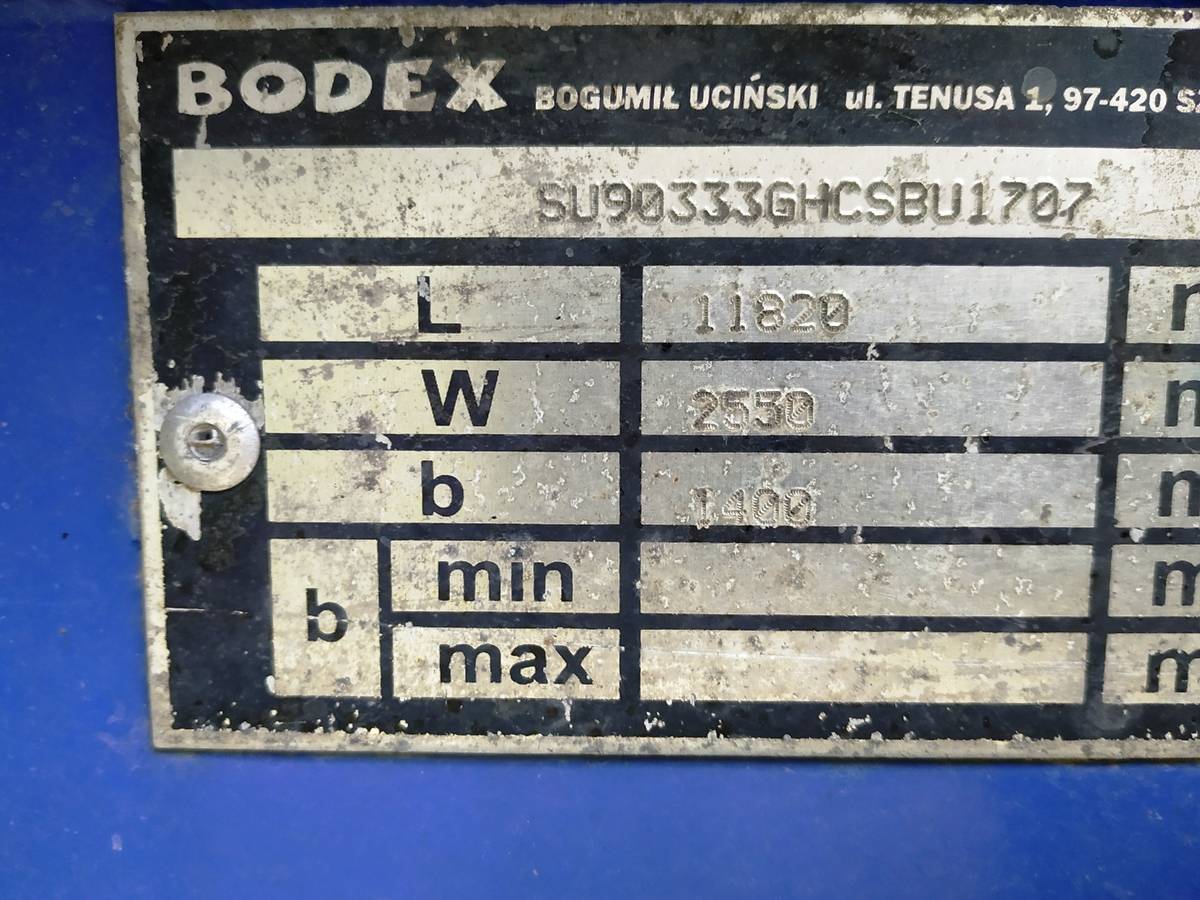 BODEX BOGUMIŁ UCIŃSKI ul. TENUSA 1, 97-420
SU90333GHCSBU1707
L 11820
W 2550
b 1400
b min
max